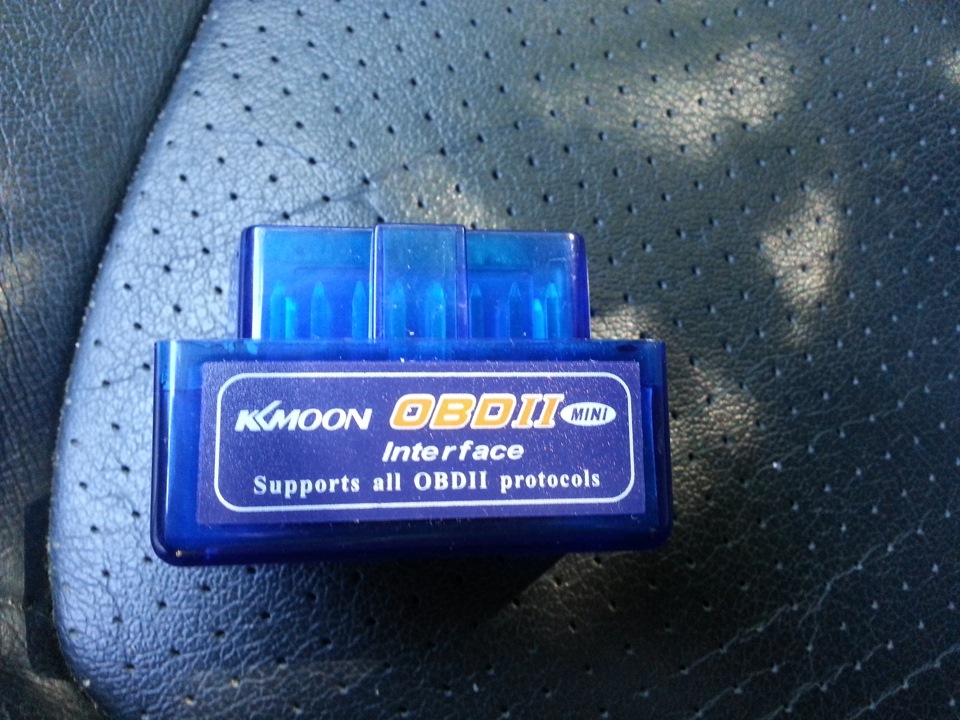 KKMOON OBDII MINI
Interface
Supports all OBDII protocols